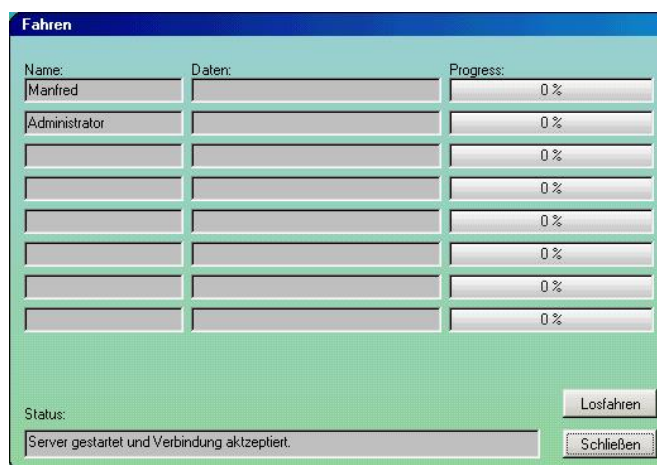 Fahren
Name: Daten: Progress:
Manfred 0 %
Administrator 0 %
0 %
0 %
0 %
0 %
0 %
0 %
Losfahren
Status:
Server gestartet und Verbindung aktzeptiert.
Schließen